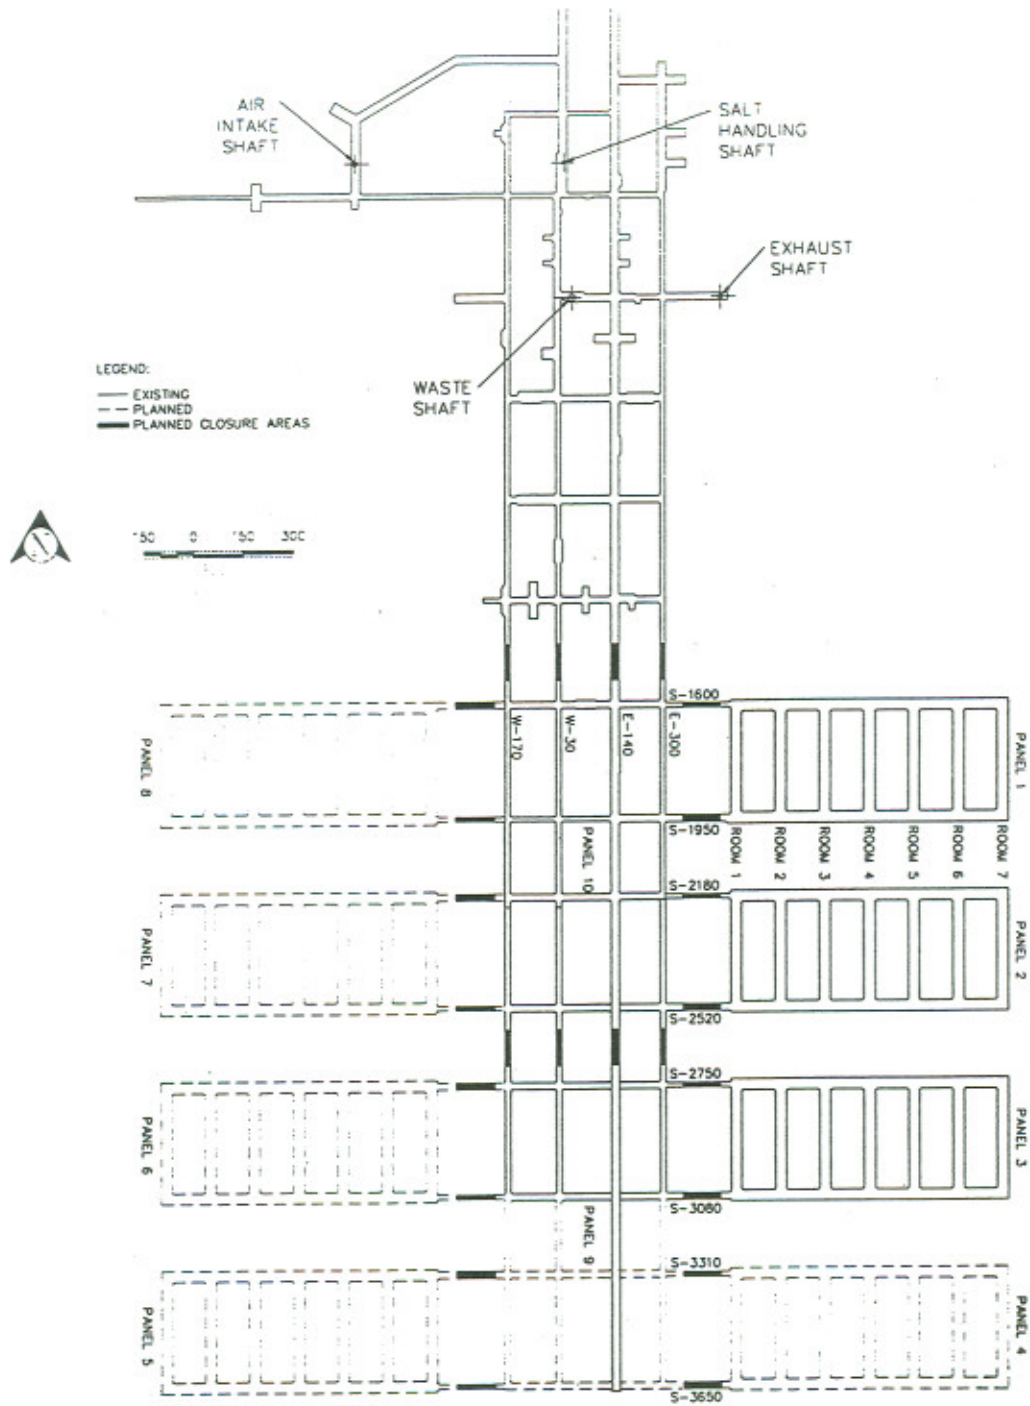 AIR
INTAKE
SHAFT
SALT
HANDLING
SHAFT
EXHAUST
SHAFT
WASTE
SHAFT
LEGEND:
EXISTING
PLANNED
PLANNED CLOSURE AREAS
N
150 0 150 300
S-1600
W-170
W-30
E-140
E-300
PANEL 8
PANEL 1
S-1950
PANEL 10
ROOM 1
ROOM 2
ROOM 3
ROOM 4
ROOM 5
ROOM 6
ROOM 7
S-2180
PANEL 7
PANEL 2
S-2520
S-2750
PANEL 6
PANEL 3
S-3080
PANEL 9
S-3310
PANEL 5
PANEL 4
S-3650